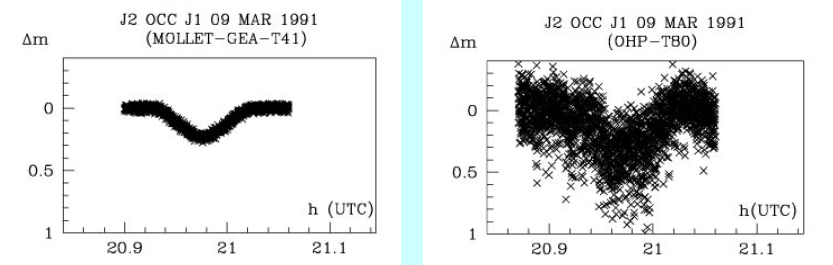 J2 OCC J1 09 MAR 1991
(MOLLET-GEA-T41)
Δm
0
0.5
1
h (UTC)
20.9
21
21.1
J2 OCC J1 09 MAR 1991
(OHP-T80)
Δm
0
0.5
1
h(UTC)
20.9
21
21.1